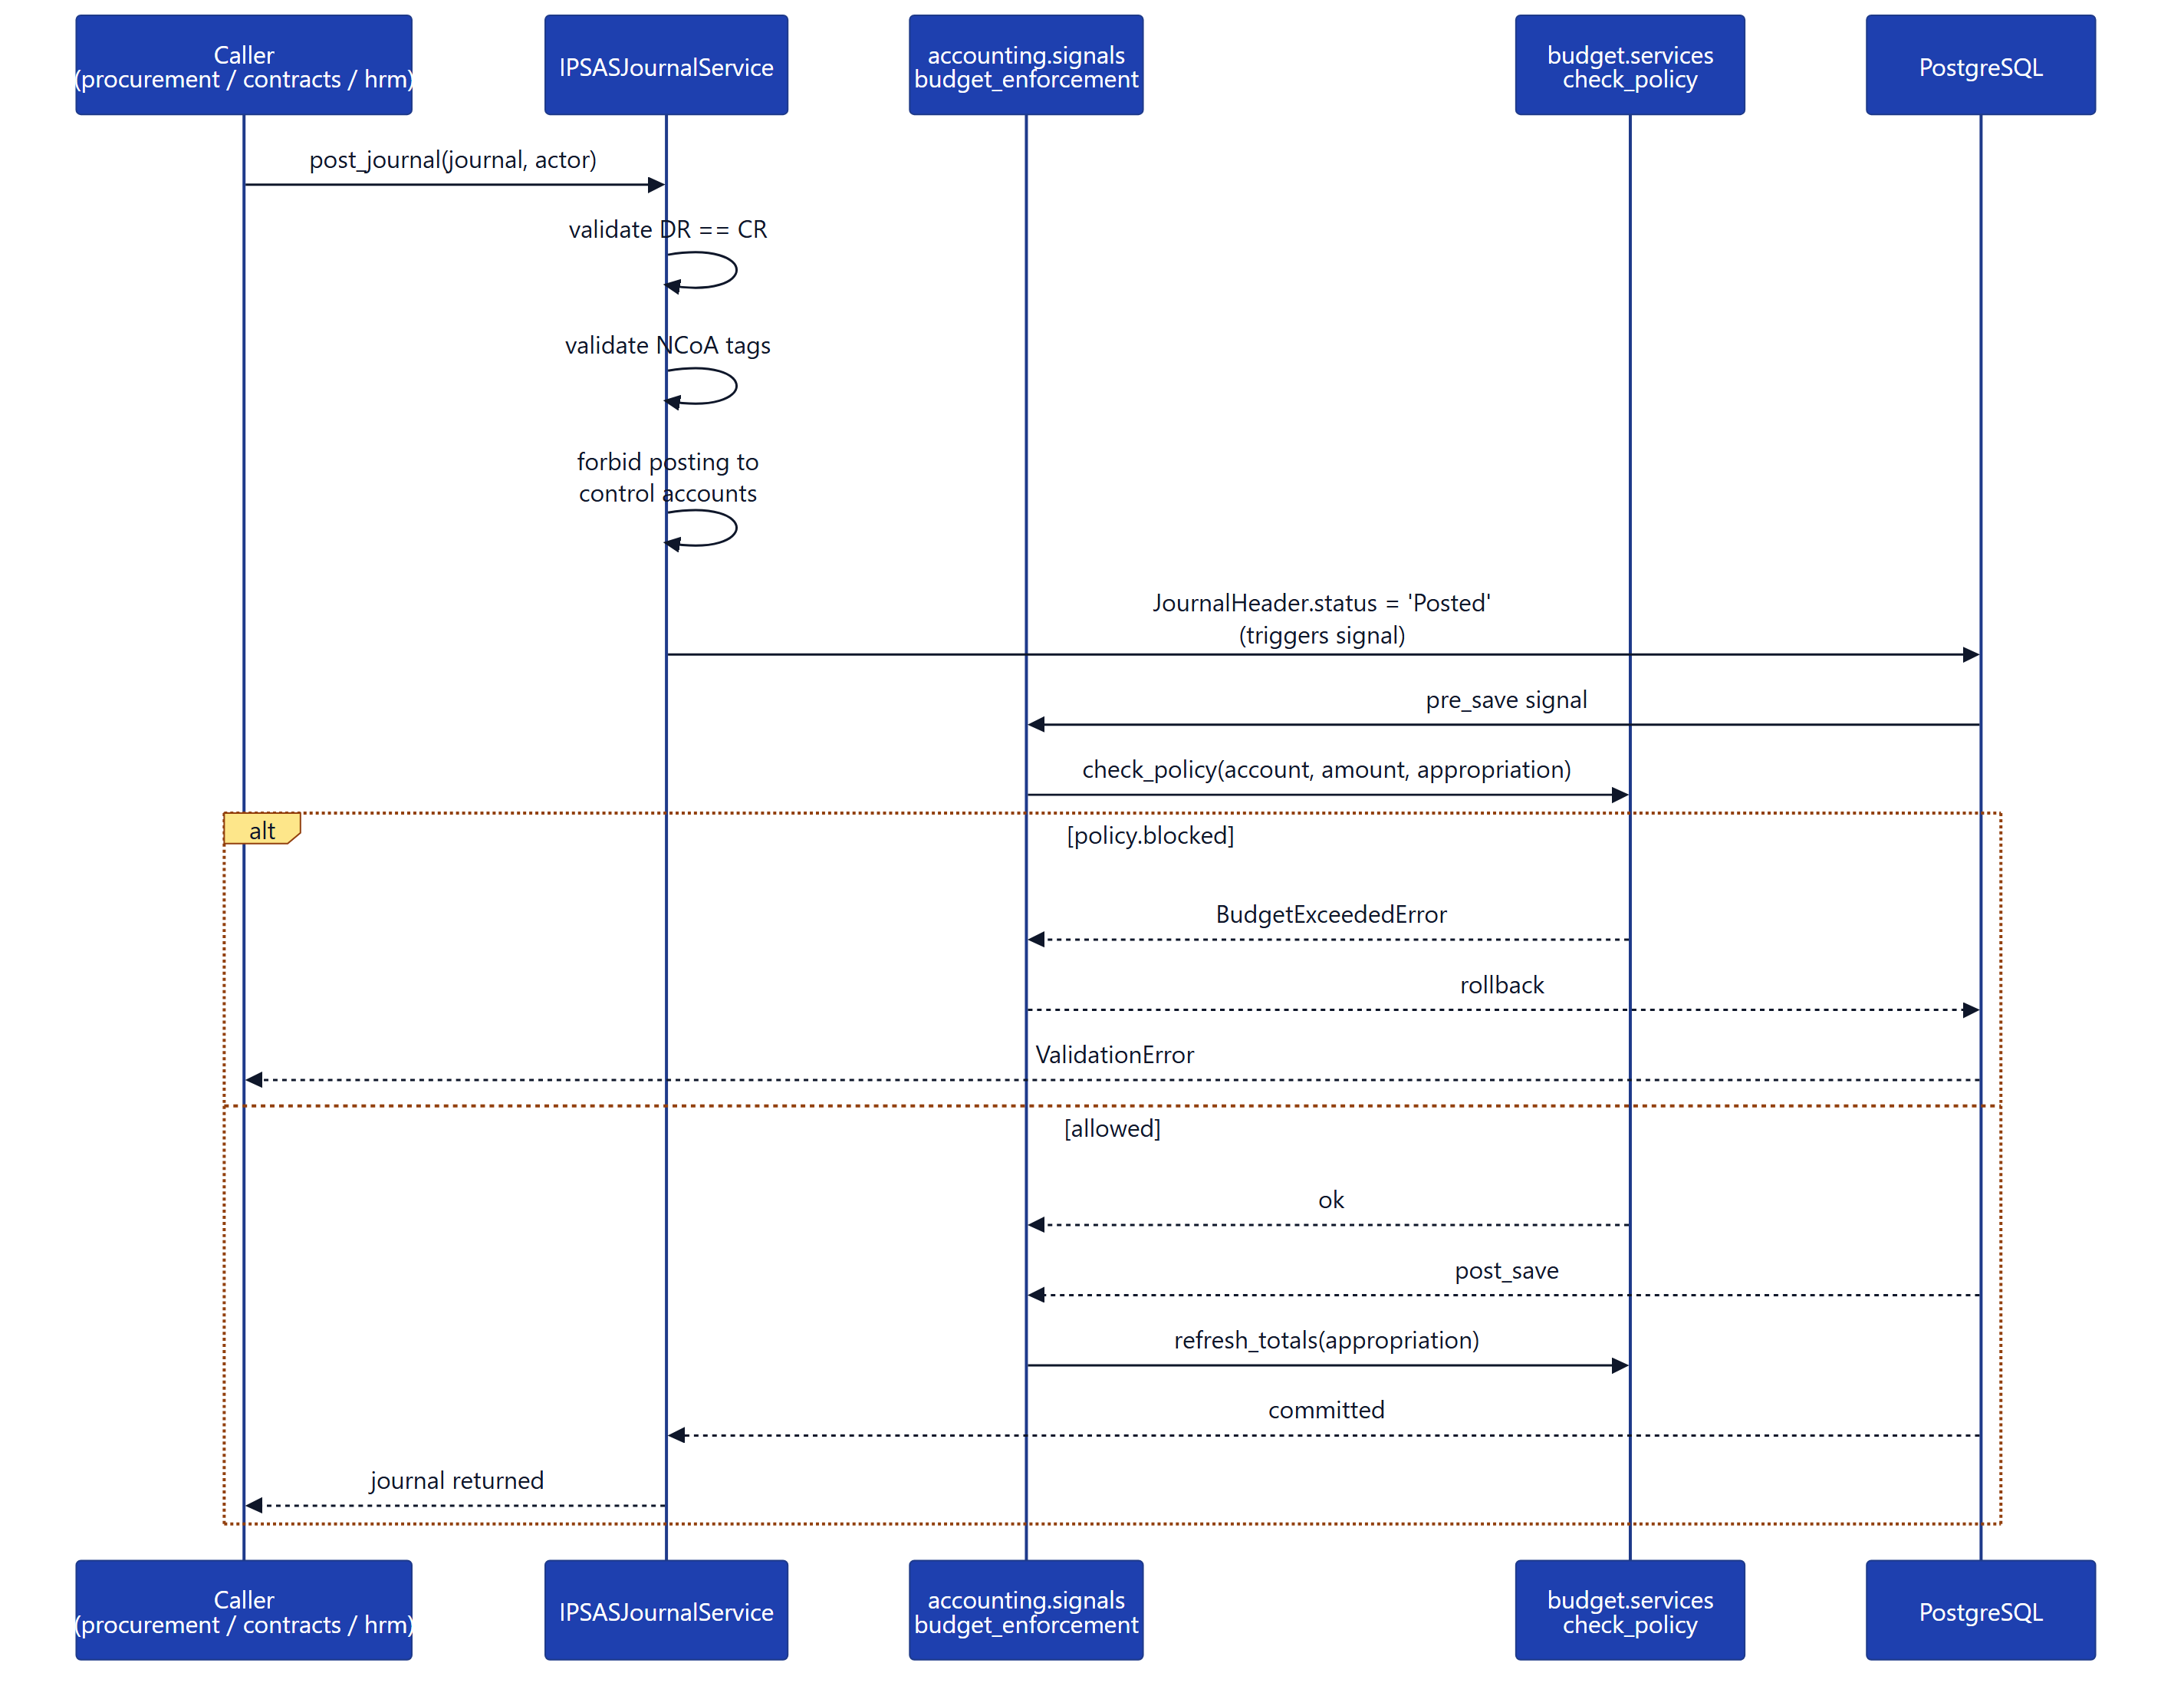 Caller
(procurement / contracts / hrm)
IPSASJournalService
accounting.signals
budget_enforcement
budget.services
check_policy
PostgreSQL
post_journal(journal, actor)
validate DR == CR
validate NCoA tags
forbid posting to
control accounts
JournalHeader.status = 'Posted'
(triggers signal)
pre_save signal
check_policy(account, amount, appropriation)
alt
[policy.blocked]
BudgetExceededError
rollback
ValidationError
[allowed]
ok
post_save
refresh_totals(appropriation)
committed
journal returned
Caller
(procurement / contracts / hrm)
IPSASJournalService
accounting.signals
budget_enforcement
budget.services
check_policy
PostgreSQL